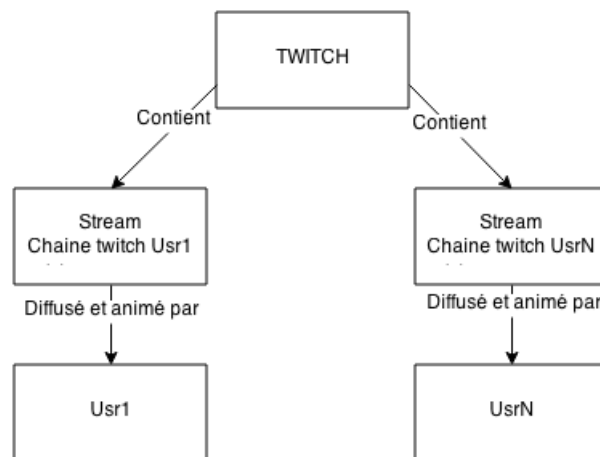 TWITCH
Contient
Contient
Stream
Chaine twitch Usr1
Stream
Chaine twitch UsrN
Diffusé et animé par
Diffusé et animé par
Usr1
UsrN